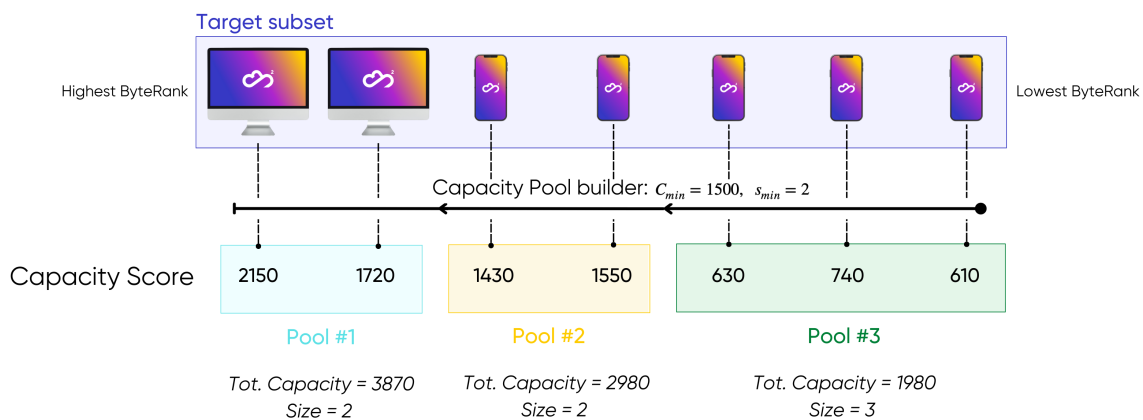 Target subset
Highest ByteRank
Lowest ByteRank
Capacity Pool builder: C_min = 1500, s_min = 2
Capacity Score
2150 1720 1430 1550 630 740 610
Pool #1 Pool #2 Pool #3
Tot. Capacity = 3870 Tot. Capacity = 2980 Tot. Capacity = 1980
Size = 2 Size = 2 Size = 3